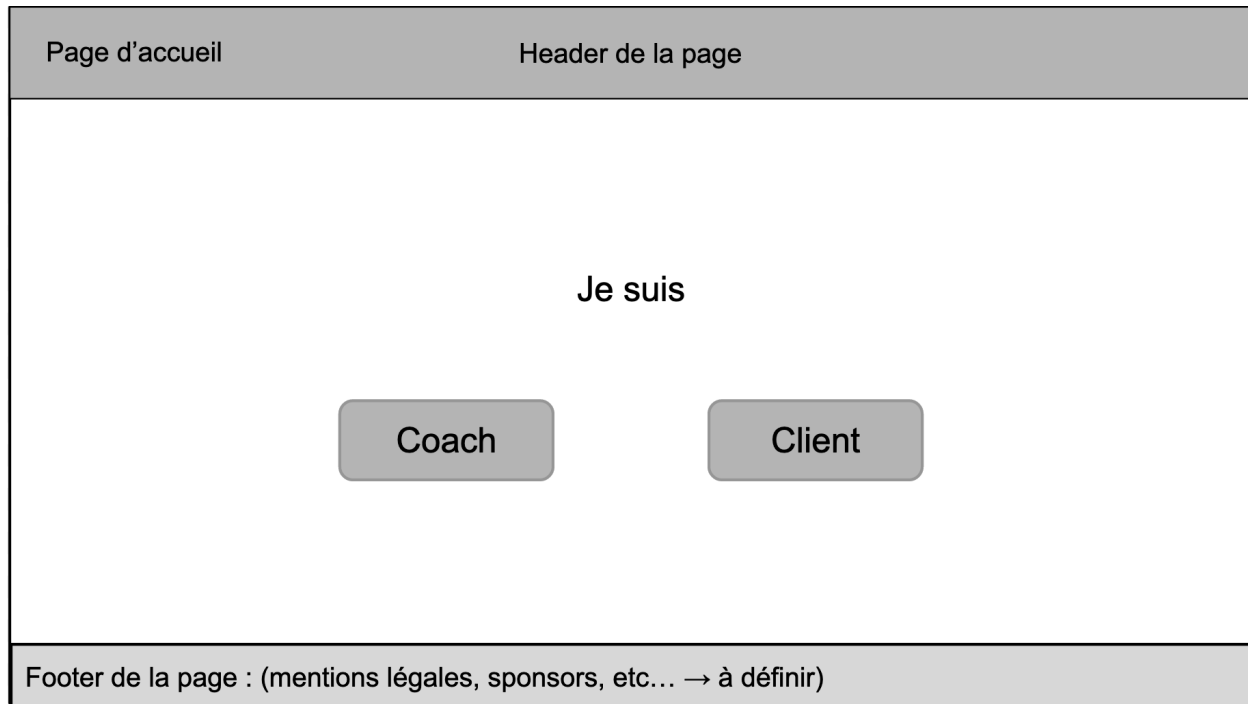 Page d’accueil
Header de la page
Je suis
Coach
Client
Footer de la page : (mentions légales, sponsors, etc… → à définir)